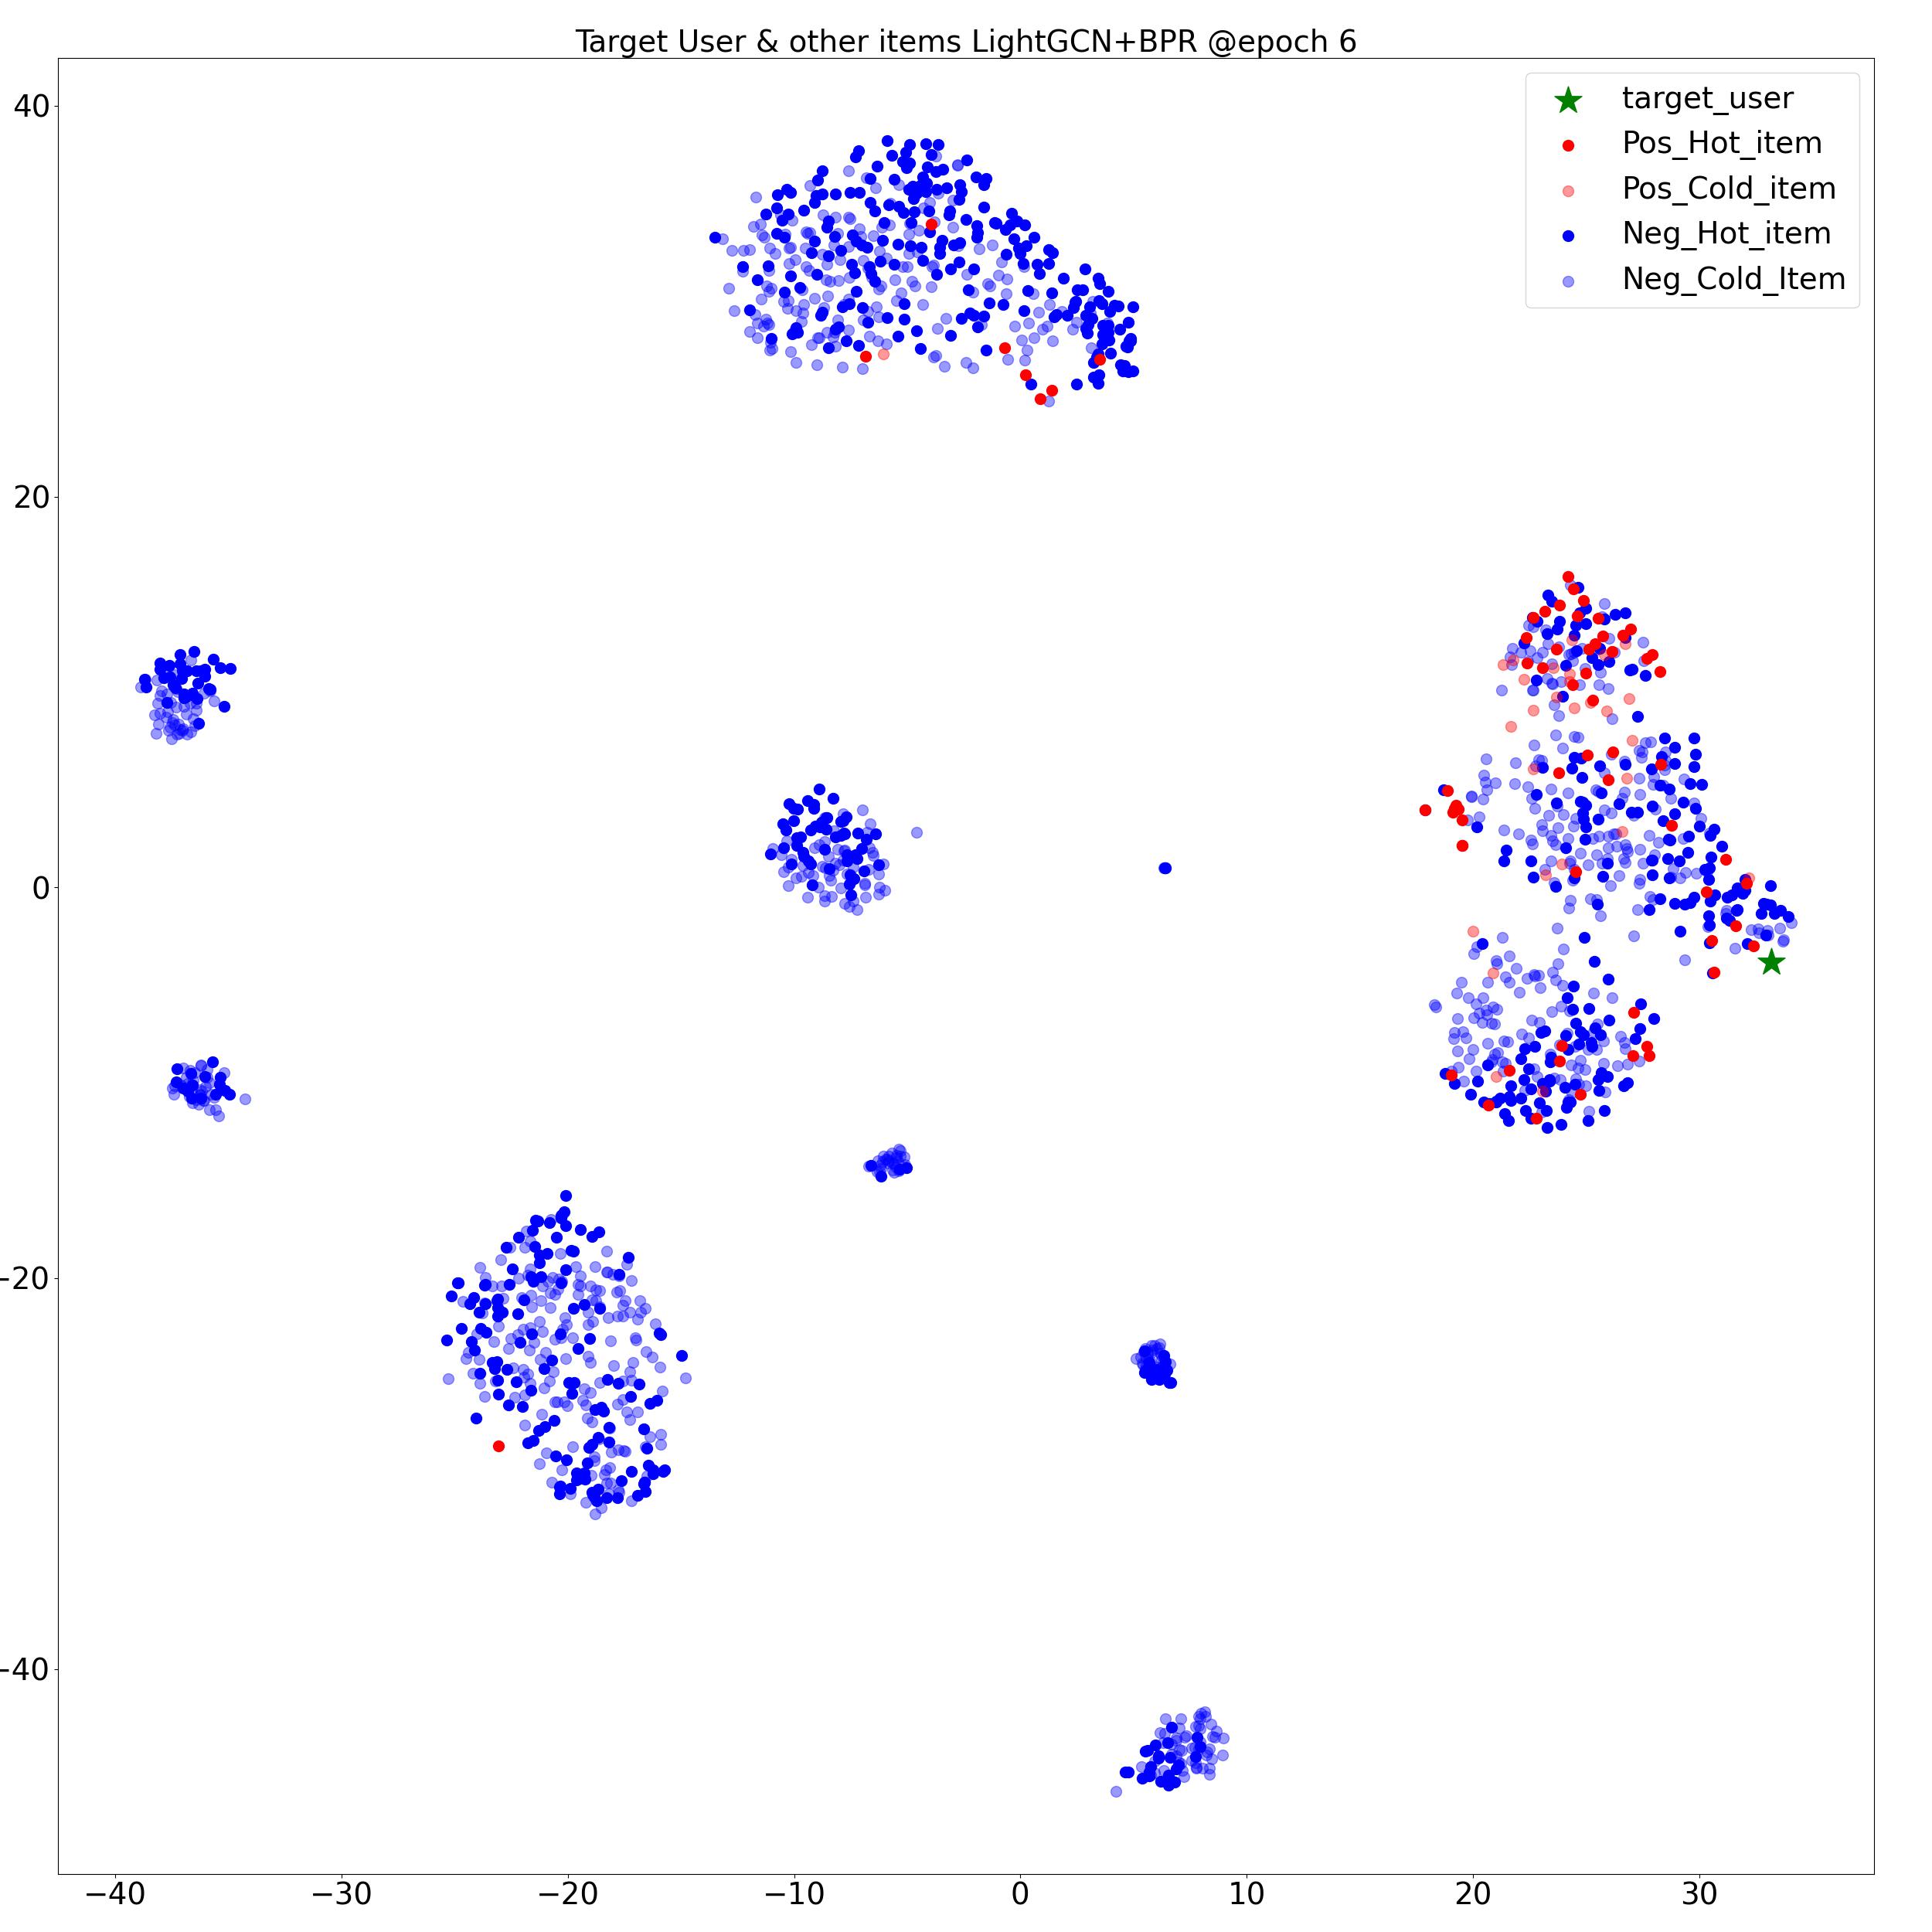 Target User & other items LightGCN+BPR @epoch 6
target_user
Pos_Hot_item
Pos_Cold_item
Neg_Hot_item
Neg_Cold_Item
40
20
0
−20
−40
−40 −30 −20 −10 0 10 20 30